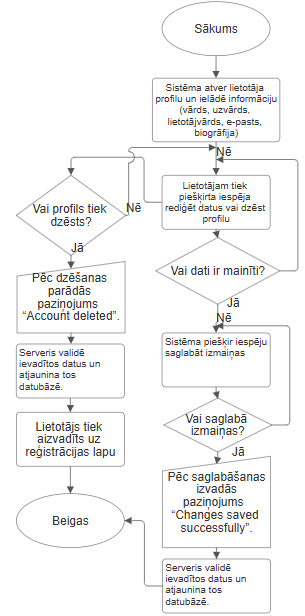 Sākums
Sistēma atver lietotāja
profilu un ielādē informāciju
(vārds, uzvārds,
lietotājvārds, e-pasts,
biogrāfija)
Nē
Lietotājam tiek
piešķirta iespēja
rediģēt datus vai dzēst
profilu
Vai profils tiek
dzēsts?
Nē
Jā
Vai dati ir mainīti?
Jā
Nē
Pēc dzēšanas
parādās
paziņojums
“Account deleted”.
Sistēma piešķir iespēju
saglabāt izmaiņas
Serveris validē
ievadītos datus un
atjaunina tos
datubāzē.
Vai saglabā
izmaiņas?
Jā
Lietotājs tiek
aizvadīts uz
reģistrācijas lapu
Pēc saglabāšanas
izvadās
paziņojums
“Changes saved
successfully”.
Beigas
Serveris validē
ievadītos datus un
atjaunina tos
datubāzē.